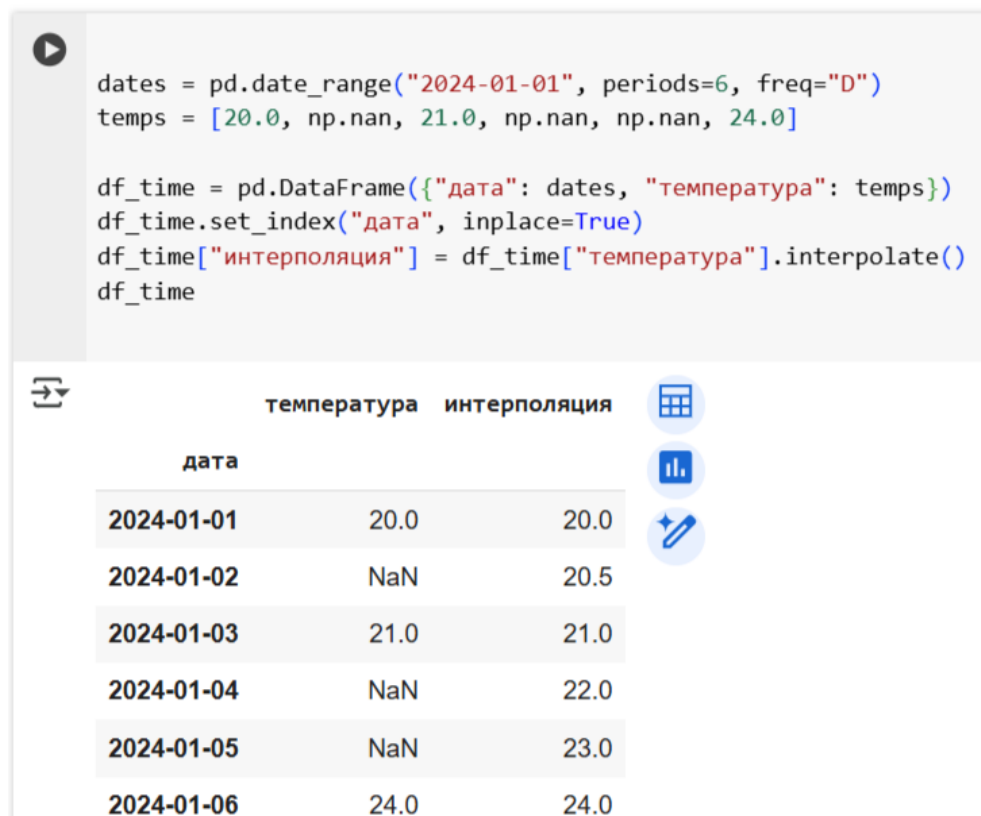 dates = pd.date_range("2024-01-01", periods=6, freq="D")
temps = [20.0, np.nan, 21.0, np.nan, np.nan, 24.0]
df_time = pd.DataFrame({"дата": dates, "температура": temps})
df_time.set_index("дата", inplace=True)
df_time["интерполяция"] = df_time["температура"].interpolate()
df_time
температура интерполяция
дата
2024-01-01 20.0 20.0
2024-01-02 NaN 20.5
2024-01-03 21.0 21.0
2024-01-04 NaN 22.0
2024-01-05 NaN 23.0
2024-01-06 24.0 24.0